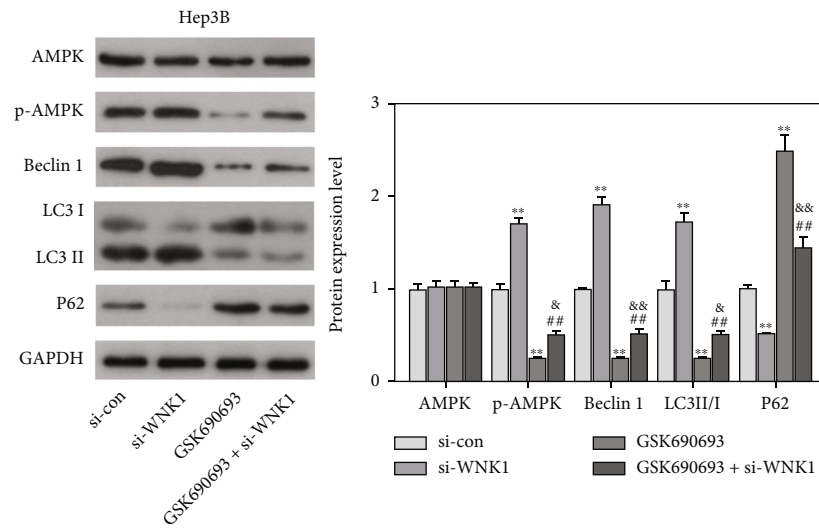 Hep3B
AMPK
p-AMPK
Beclin 1
LC3 I
LC3 II
P62
GAPDH
si-con
si-WNK1
GSK690693
GSK690693 + si-WNK1
Protein expression level
3
2
1
0
**
**
&
##
**
**
&&
##
**
**
&
##
**
**
&&
##
AMPK
p-AMPK
Beclin 1
LC3II/I
P62
si-con
si-WNK1
GSK690693
GSK690693 + si-WNK1